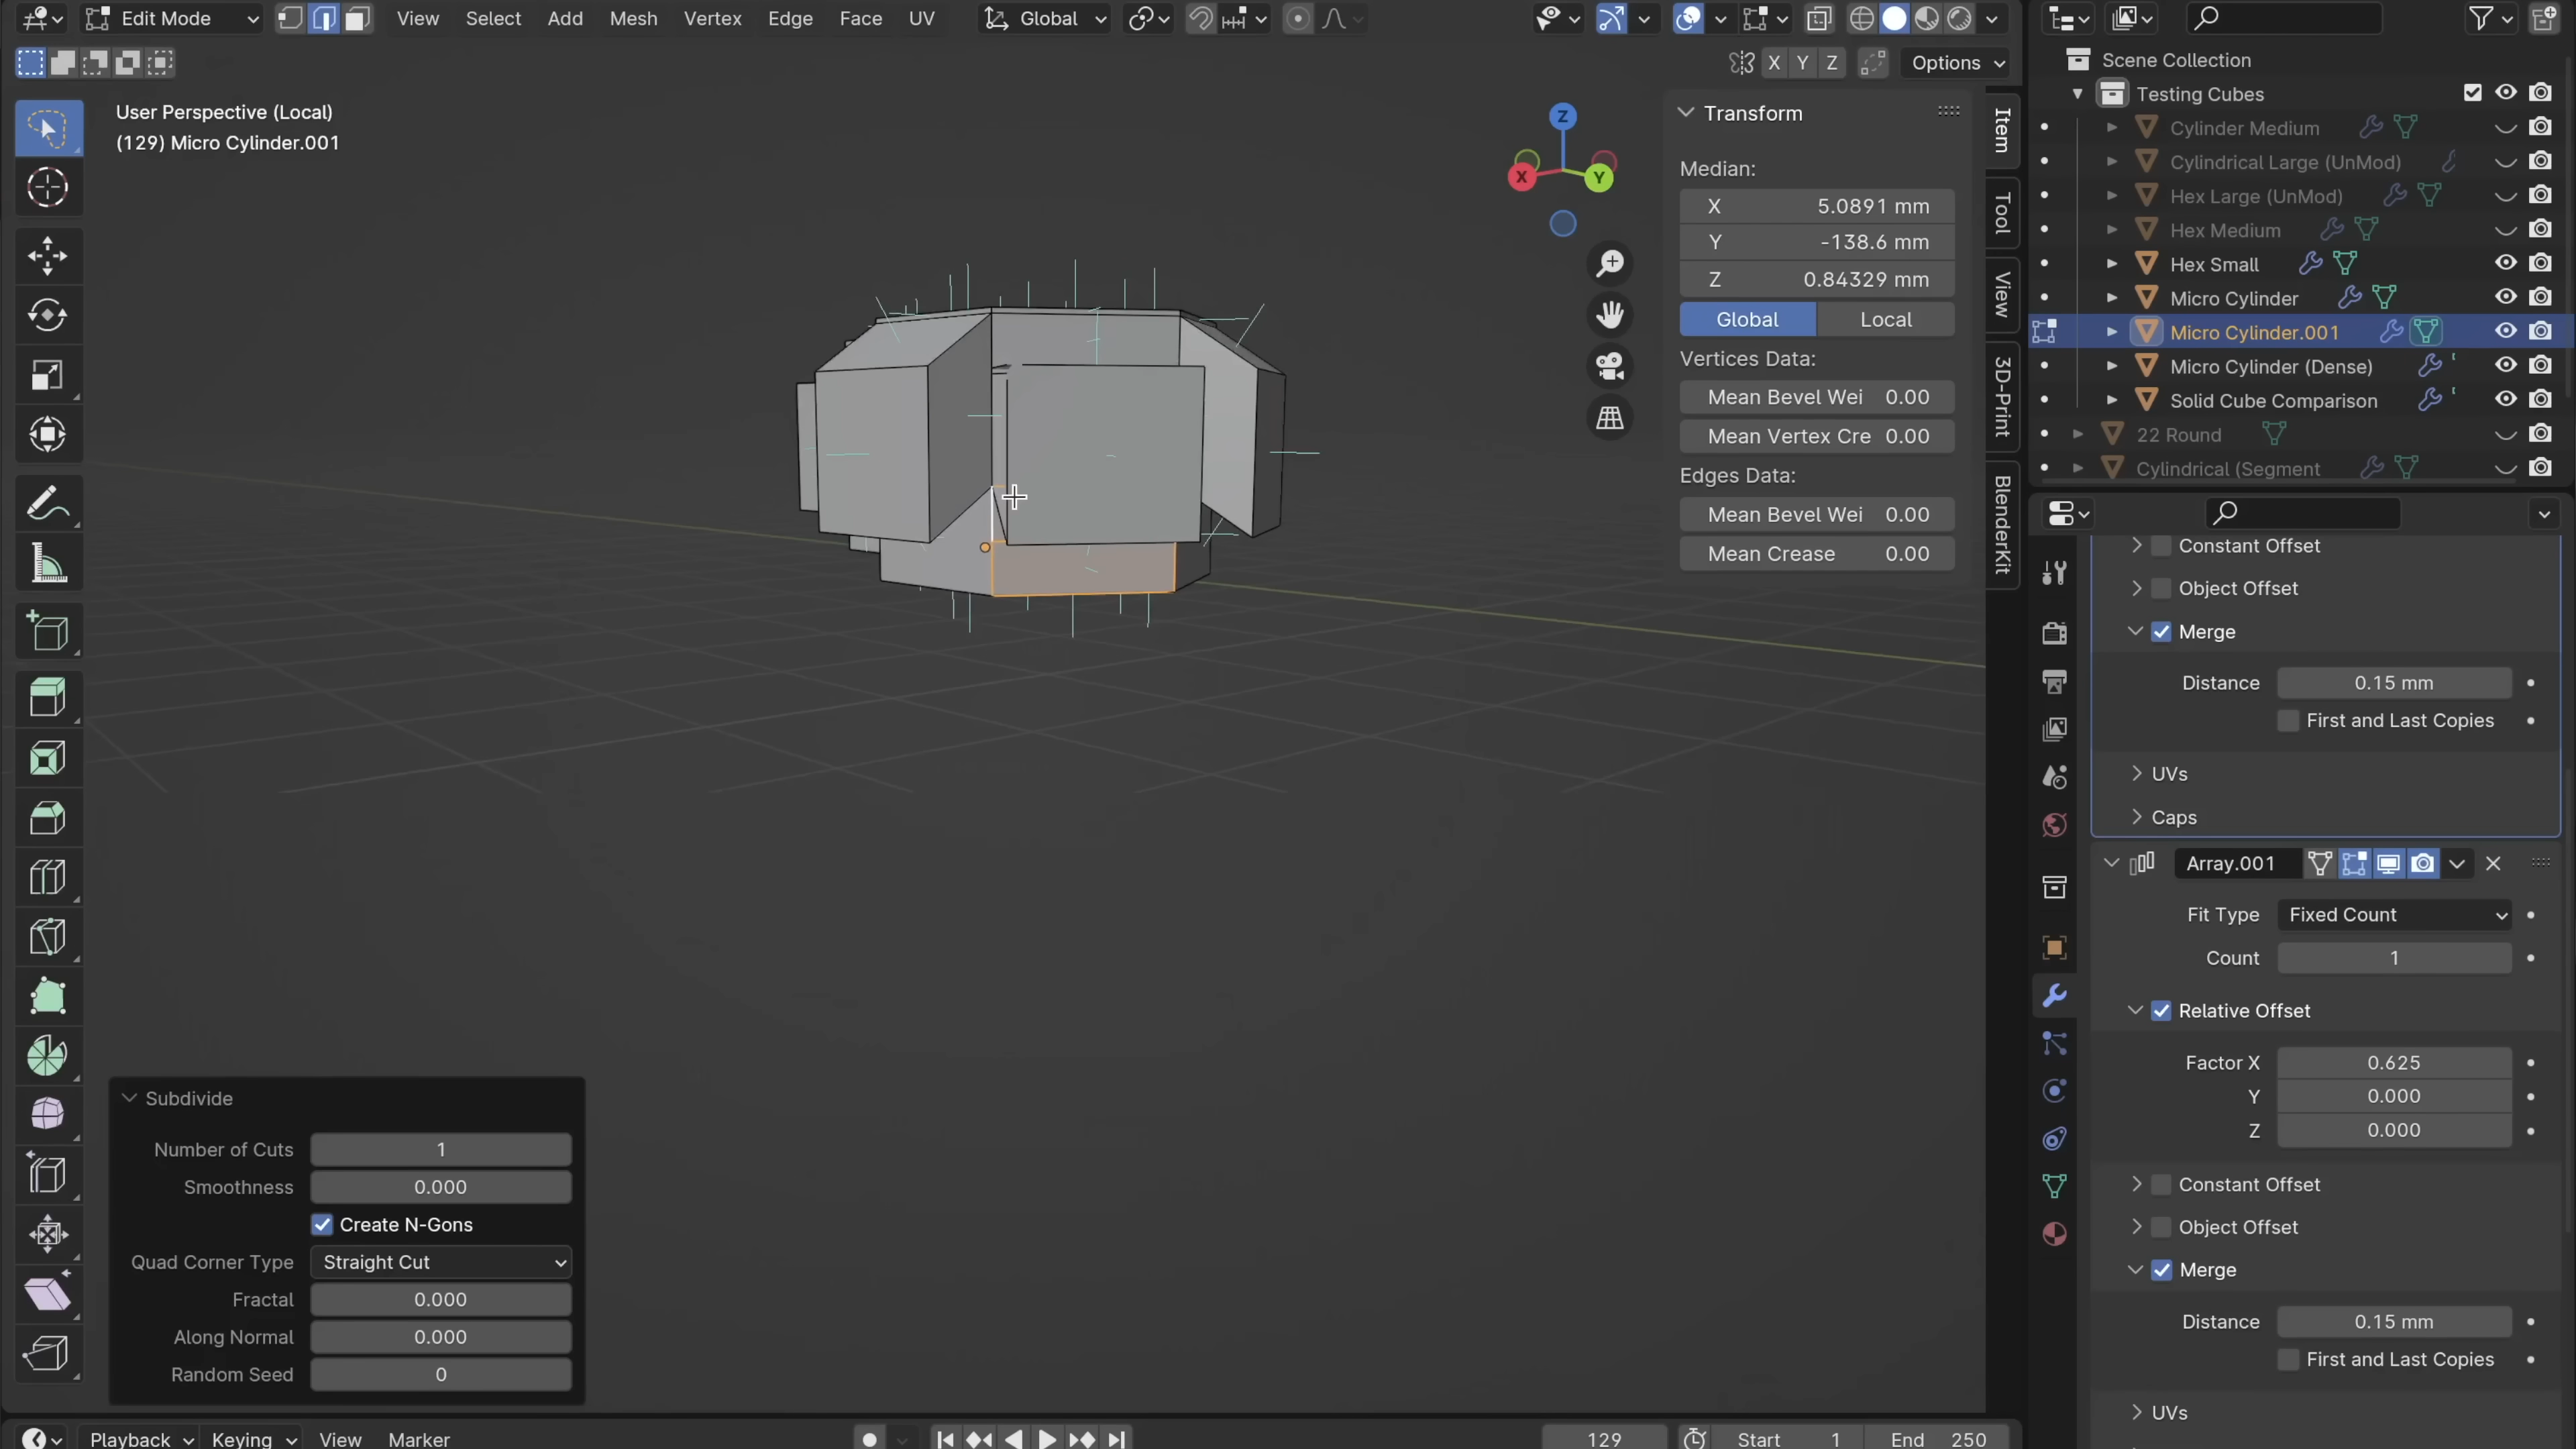 Edit Mode
View Select Add Mesh Vertex Edge Face UV
Global
X Y Z Options
User Perspective (Local)
(129) Micro Cylinder.001
Z
X
Y
Transform
Median:
X 5.0891 mm
Y -138.6 mm
Z 0.84329 mm
Global Local
Vertices Data:
Mean Bevel Wei 0.00
Mean Vertex Cre 0.00
Edges Data:
Mean Bevel Wei 0.00
Mean Crease 0.00
Item
Tool
View
3D-Print
BlenderKit
Scene Collection
Testing Cubes
Cylinder Medium
Cylindrical Large (UnMod)
Hex Large (UnMod)
Hex Medium
Hex Small
Micro Cylinder
Micro Cylinder.001
Micro Cylinder (Dense)
Solid Cube Comparison
22 Round
Cylindrical (Segment
Constant Offset
Object Offset
Merge
Distance 0.15 mm
First and Last Copies
UVs
Caps
Array.001
Fit Type Fixed Count
Count 1
Relative Offset
Factor X 0.625
Y 0.000
Z 0.000
Constant Offset
Object Offset
Merge
Distance 0.15 mm
First and Last Copies
UVs
Subdivide
Number of Cuts 1
Smoothness 0.000
Create N-Gons
Quad Corner Type Straight Cut
Fractal 0.000
Along Normal 0.000
Random Seed 0
Playback Keying View Marker
129 Start 1 End 250